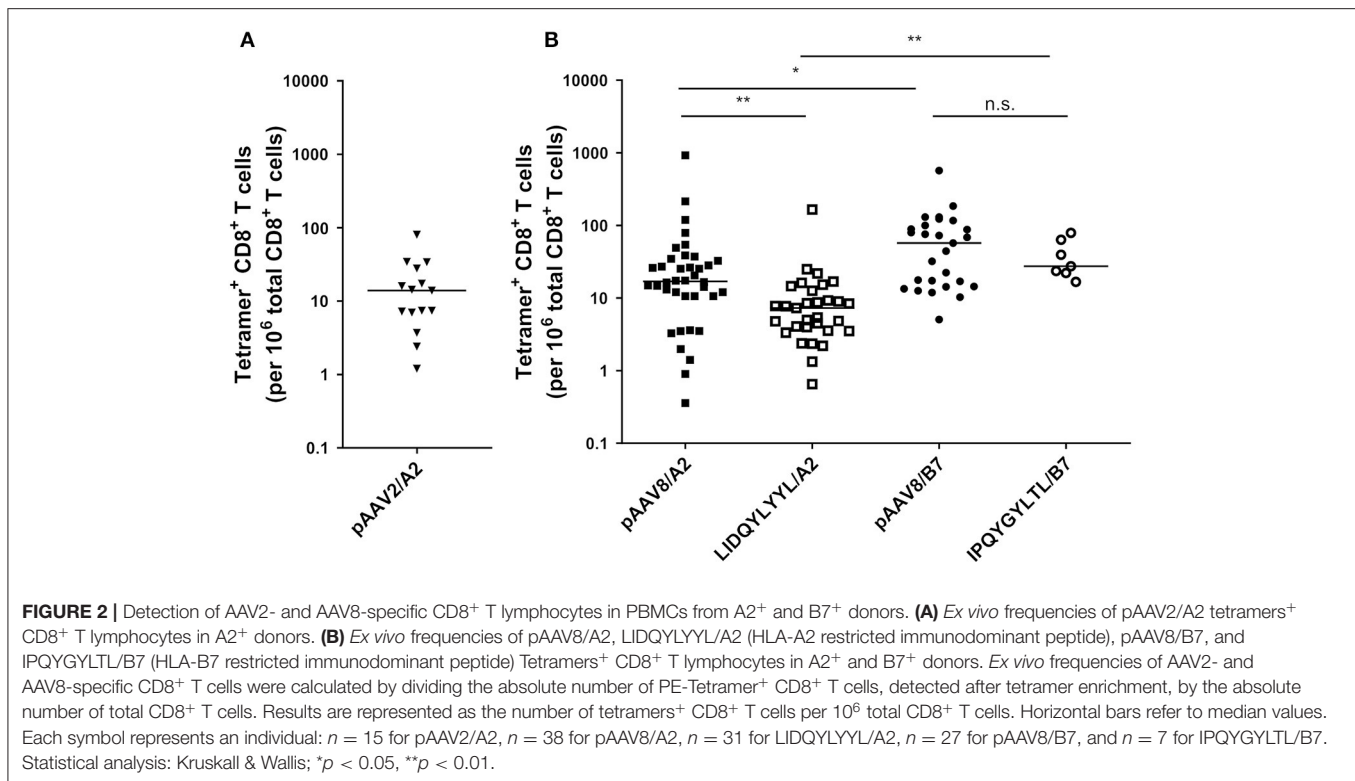 A
B
Tetramer⁺ CD8⁺ T cells
(per 10⁶ total CD8⁺ T cells)
10000
1000
100
10
1
0.1
pAAV2/A2
Tetramer⁺ CD8⁺ T cells
(per 10⁶ total CD8⁺ T cells)
10000
1000
100
10
1
0.1
**
*
**
n.s.
pAAV8/A2
LIDQYLYYL/A2
pAAV8/B7
IPQYGYLTL/B7
FIGURE 2 | Detection of AAV2- and AAV8-specific CD8⁺ T lymphocytes in PBMCs from A2⁺ and B7⁺ donors. (A) Ex vivo frequencies of pAAV2/A2 tetramers⁺
CD8⁺ T lymphocytes in A2⁺ donors. (B) Ex vivo frequencies of pAAV8/A2, LIDQYLYYL/A2 (HLA-A2 restricted immunodominant peptide), pAAV8/B7, and
IPQYGYLTL/B7 (HLA-B7 restricted immunodominant peptide) Tetramers⁺ CD8⁺ T lymphocytes in A2⁺ and B7⁺ donors. Ex vivo frequencies of AAV2- and
AAV8-specific CD8⁺ T cells were calculated by dividing the absolute number of PE-Tetramer⁺ CD8⁺ T cells, detected after tetramer enrichment, by the absolute
number of total CD8⁺ T cells. Results are represented as the number of tetramers⁺ CD8⁺ T cells per 10⁶ total CD8⁺ T cells. Horizontal bars refer to median values.
Each symbol represents an individual: n = 15 for pAAV2/A2, n = 38 for pAAV8/A2, n = 31 for LIDQYLYYL/A2, n = 27 for pAAV8/B7, and n = 7 for IPQYGYLTL/B7.
Statistical analysis: Kruskall & Wallis; *p < 0.05, **p < 0.01.